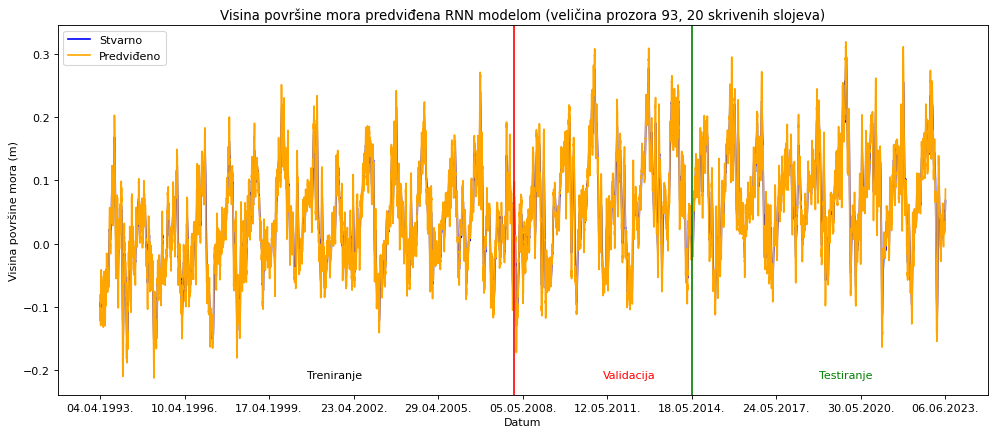 Visina površine mora predviđena RNN modelom (veličina prozora 93, 20 skrivenih slojeva)
Stvarno
Predviđeno
Visina površine mora (m)
0.3
0.2
0.1
0.0
−0.1
−0.2
Treniranje
Validacija
Testiranje
04.04.1993.
10.04.1996.
17.04.1999.
23.04.2002.
29.04.2005.
05.05.2008.
12.05.2011.
18.05.2014.
24.05.2017.
30.05.2020.
06.06.2023.
Datum